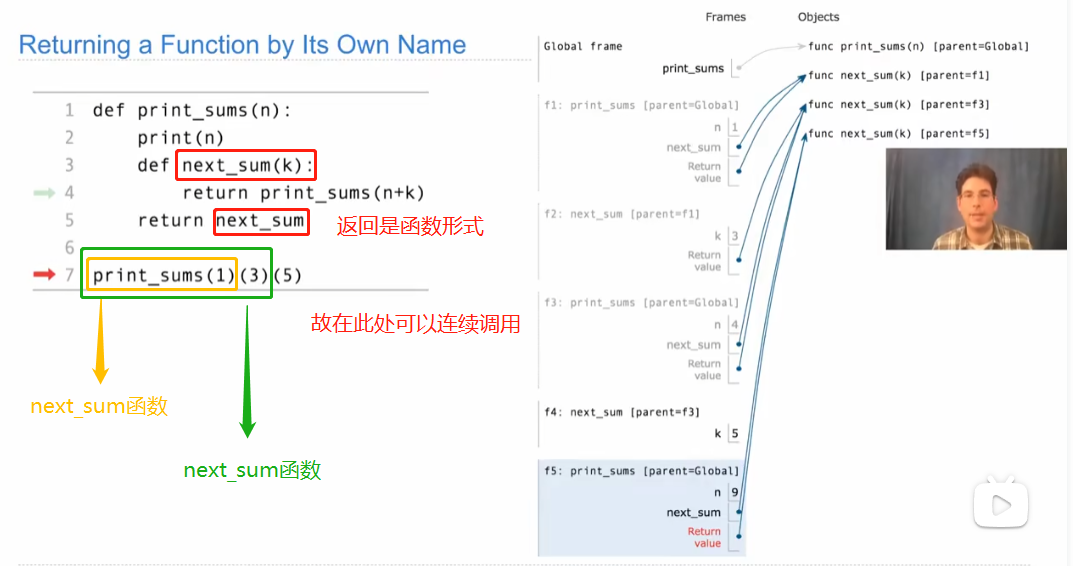 Returning a Function by Its Own Name
1 def print_sums(n):
2 print(n)
3 def next_sum(k):
4 return print_sums(n+k)
5 return next_sum
返回是函数形式
6
7 print_sums(1)(3)(5)
故在此处可以连续调用
next_sum函数
next_sum函数
Frames
Objects
Global frame
print_sums
f1: print_sums [parent=Global]
n 1
next_sum
Return
value
f2: next_sum [parent=f1]
k 3
Return
value
f3: print_sums [parent=Global]
n 4
next_sum
Return
value
f4: next_sum [parent=f3]
k 5
f5: print_sums [parent=Global]
n 9
next_sum
Return
value
func print_sums(n) [parent=Global]
func next_sum(k) [parent=f1]
func next_sum(k) [parent=f3]
func next_sum(k) [parent=f5]